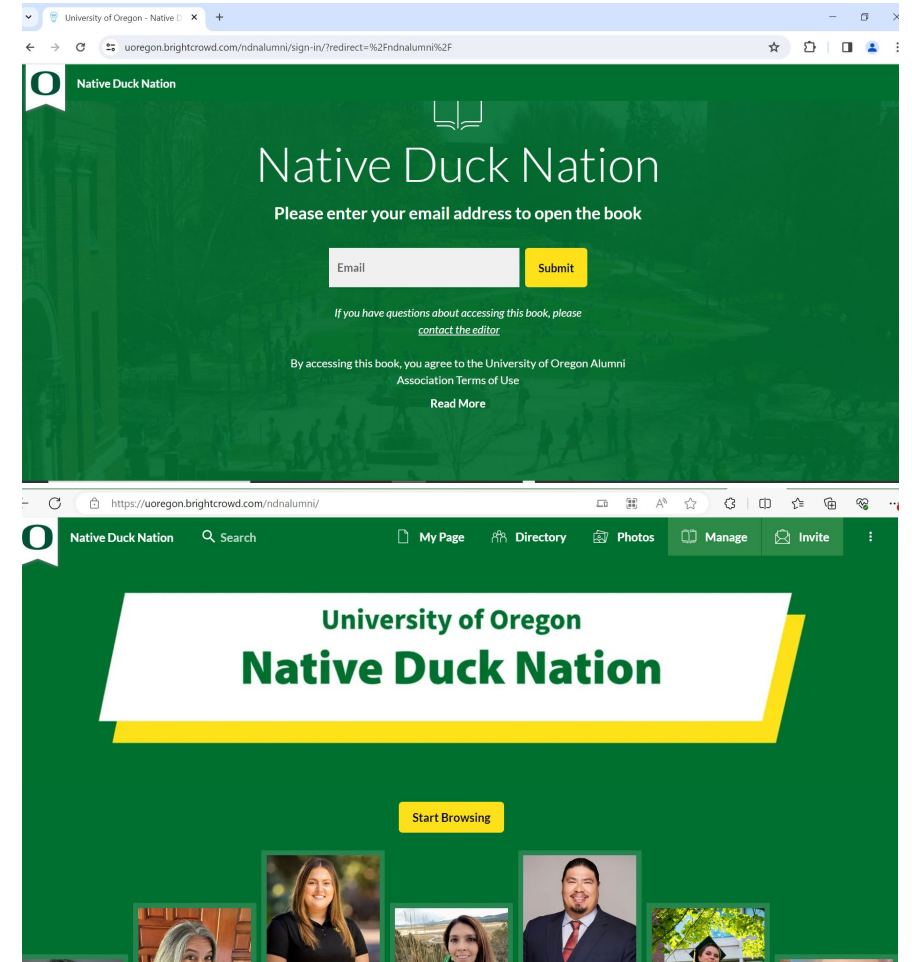 University of Oregon - Native D
uoregon.brightcrowd.com/ndnalumni/sign-in/?redirect=%2Fndnalumni%2F
O
Native Duck Nation
Native Duck Nation
Please enter your email address to open the book
Email
Submit
If you have questions about accessing this book, please
contact the editor
By accessing this book, you agree to the University of Oregon Alumni
Association Terms of Use
Read More
https://uoregon.brightcrowd.com/ndnalumni/
O
Native Duck Nation Search My Page Directory Photos Manage Invite
University of Oregon
Native Duck Nation
Start Browsing